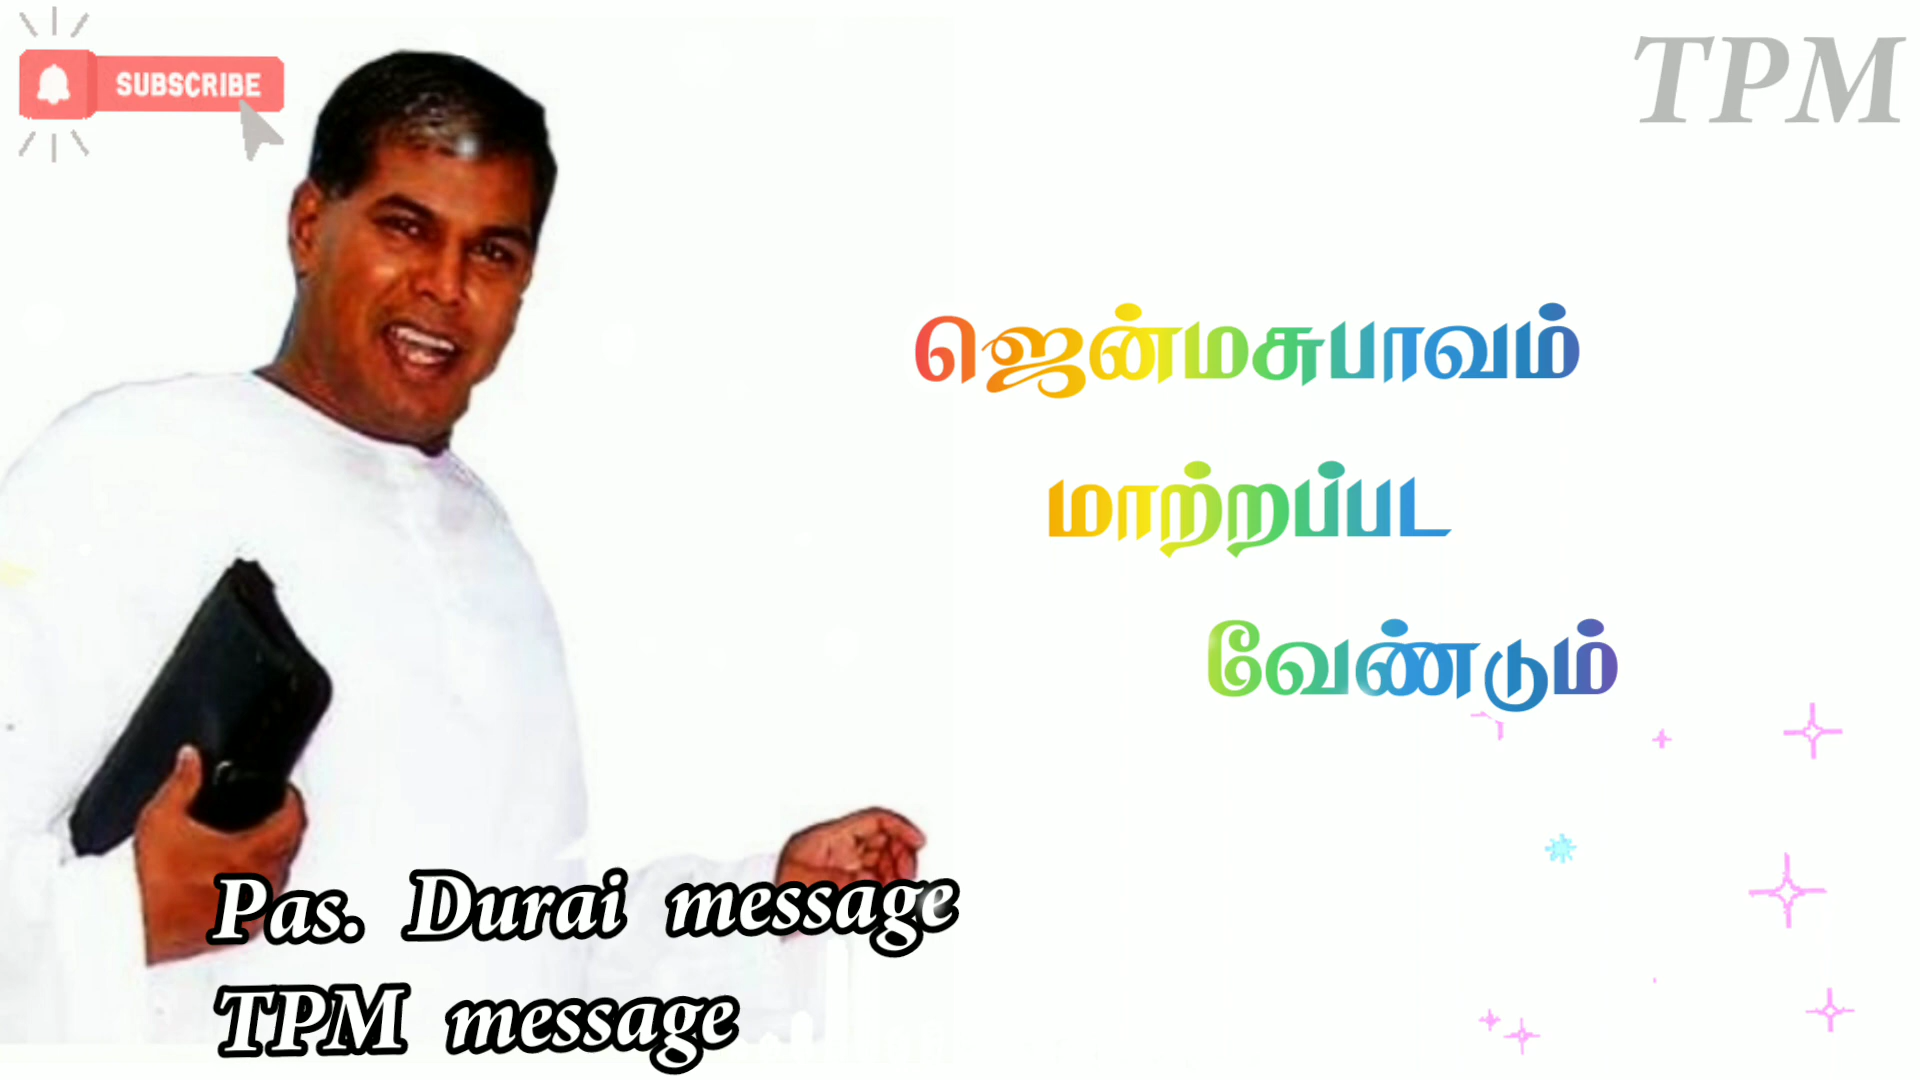 SUBSCRIBE
TPM
ஜென்மசுபாவம்
மாற்றப்பட
வேண்டும்
Pas. Durai message
TPM message